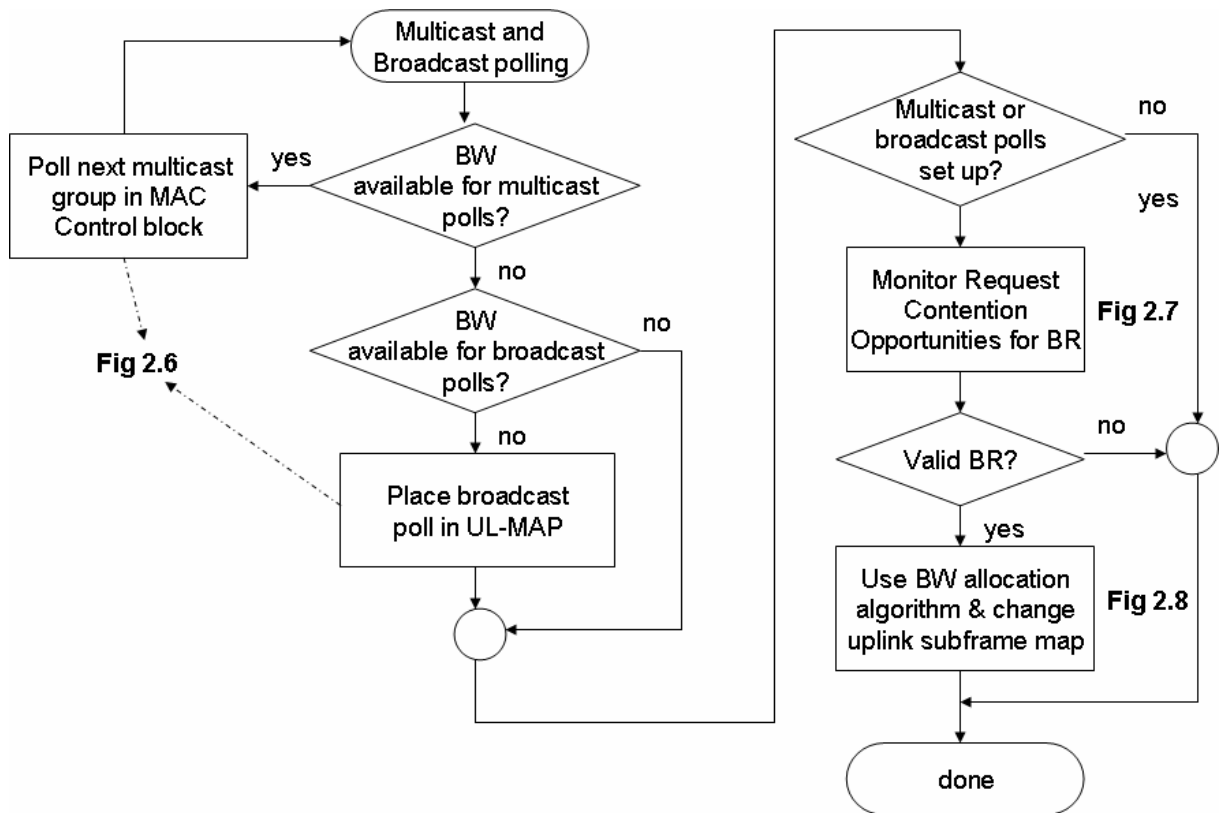 Multicast and
Broadcast polling
BW
available for multicast
polls?
yes
Poll next multicast
group in MAC
Control block
no
BW
available for broadcast
polls?
no
Fig 2.6
no
Place broadcast
poll in UL-MAP
Multicast or
broadcast polls
set up?
no
yes
Monitor Request
Contention
Opportunities for BR
Fig 2.7
Valid BR?
no
yes
Use BW allocation
algorithm & change
uplink subframe map
Fig 2.8
done